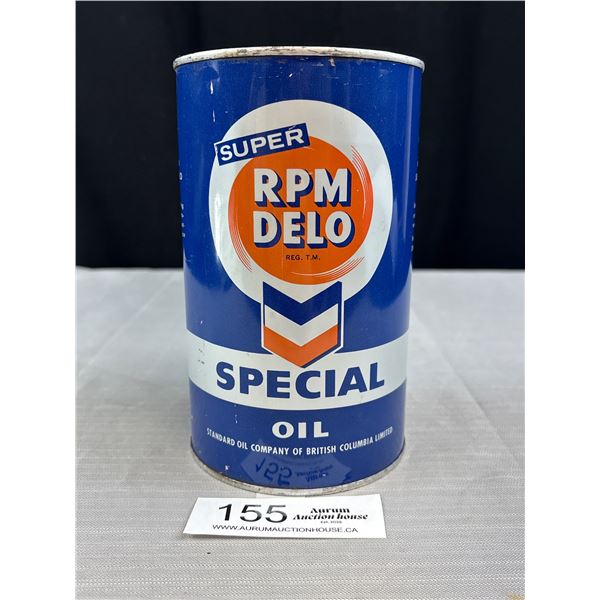 SUPER
RPM
DELO
REG. T.M.
SPECIAL
OIL
STANDARD OIL COMPANY OF BRITISH COLUMBIA LIMITED
155 Aurum
Auction house
WWW.AURUMAUCTIONHOUSE.CA